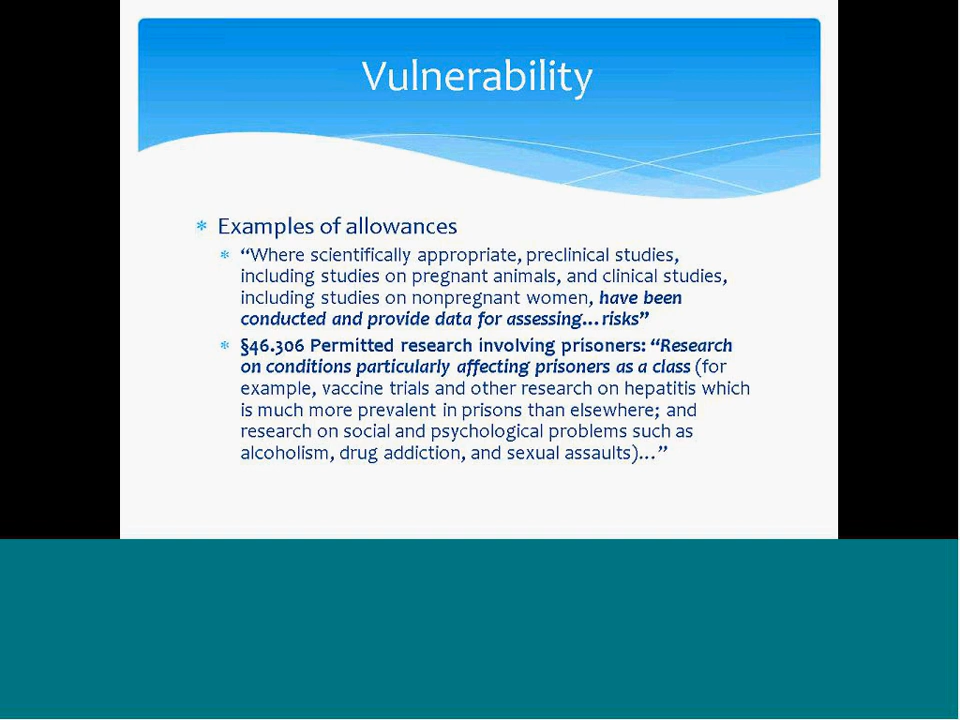 Vulnerability
* Examples of allowances
* “Where scientifically appropriate, preclinical studies,
including studies on pregnant animals, and clinical studies,
including studies on nonpregnant women, have been
conducted and provide data for assessing…risks”
* §46.306 Permitted research involving prisoners: “Research
on conditions particularly affecting prisoners as a class (for
example, vaccine trials and other research on hepatitis which
is much more prevalent in prisons than elsewhere; and
research on social and psychological problems such as
alcoholism, drug addiction, and sexual assaults)…”